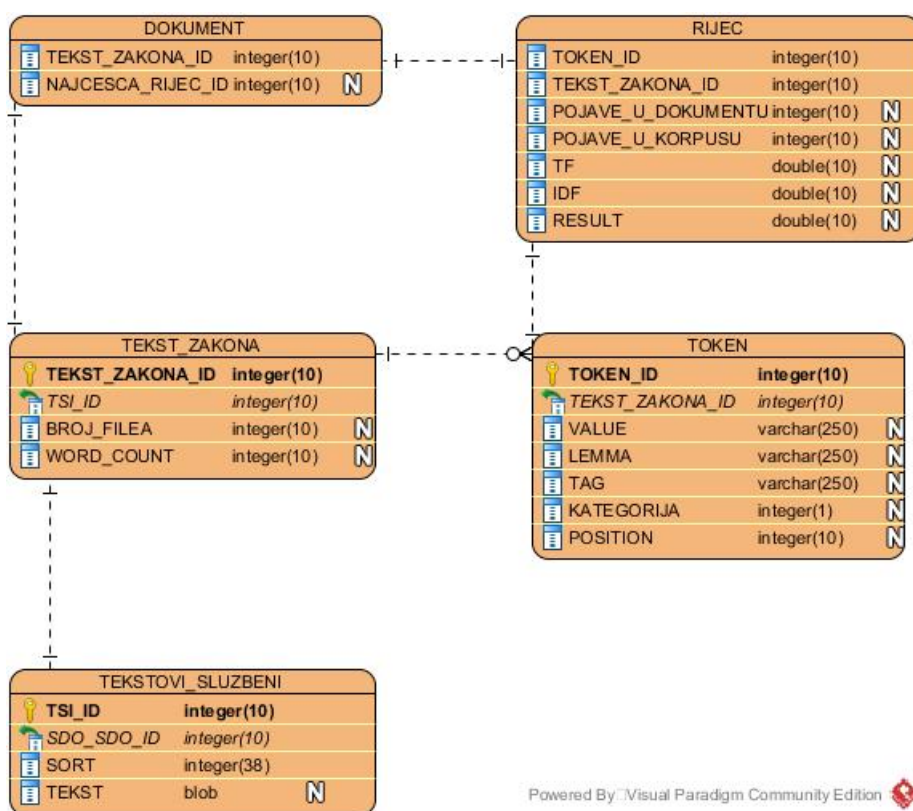 DOKUMENT
TEKST_ZAKONA_ID integer(10)
NAJCESCA_RIJEC_ID integer(10) N
RIJEC
TOKEN_ID integer(10)
TEKST_ZAKONA_ID integer(10)
POJAVE_U_DOKUMENTU integer(10) N
POJAVE_U_KORPUSU integer(10) N
TF double(10) N
IDF double(10) N
RESULT double(10) N
TEKST_ZAKONA
TEKST_ZAKONA_ID integer(10)
TSI_ID integer(10)
BROJ_FILEA integer(10) N
WORD_COUNT integer(10) N
TOKEN
TOKEN_ID integer(10)
TEKST_ZAKONA_ID integer(10)
VALUE varchar(250) N
LEMMA varchar(250) N
TAG varchar(250) N
KATEGORIJA integer(1) N
POSITION integer(10) N
TEKSTOVI_SLUZBENI
TSI_ID integer(10)
SDO_SDO_ID integer(10)
SORT integer(38)
TEKST blob N
Powered By Visual Paradigm Community Edition